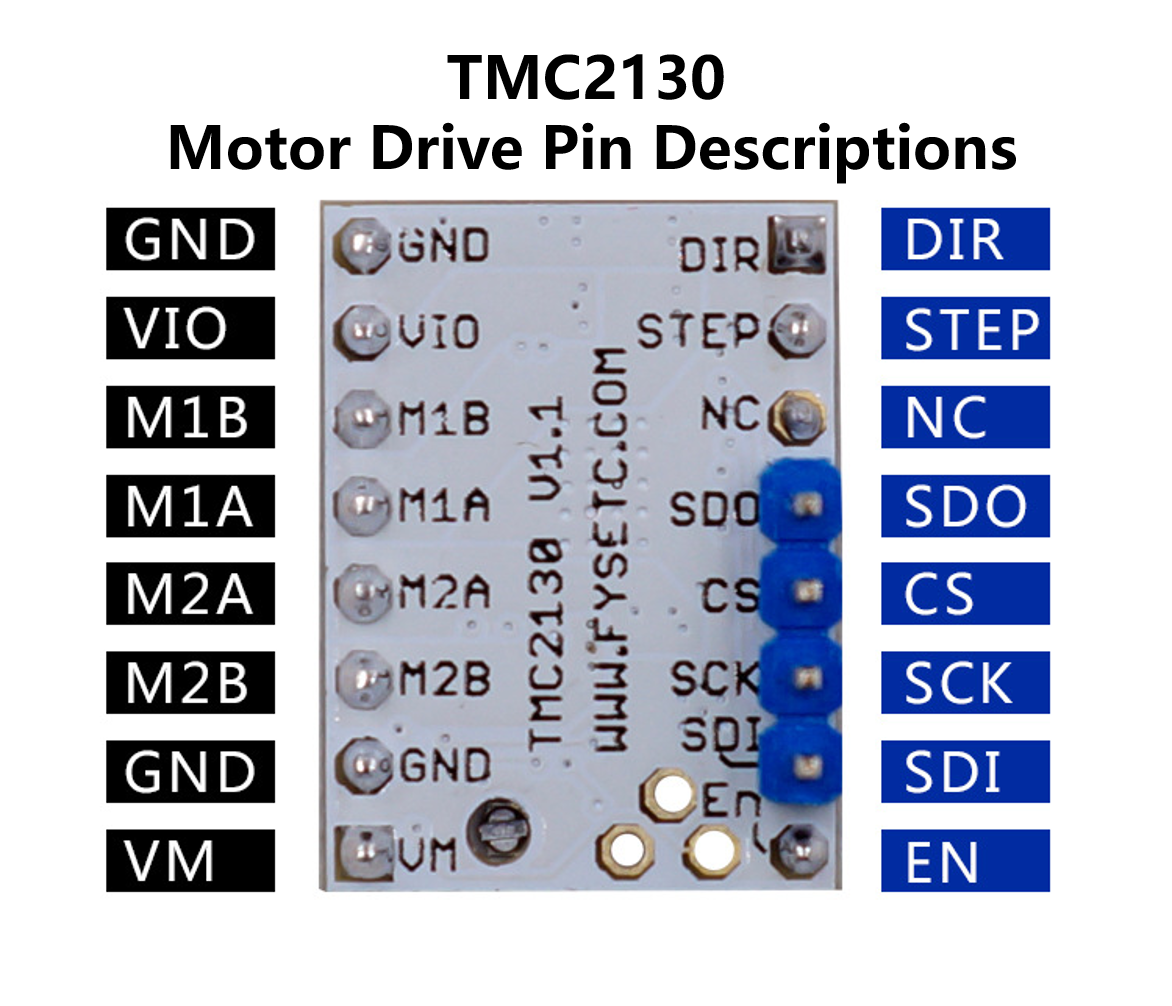 TMC2130
Motor Drive Pin Descriptions
GND
VIO
M1B
M1A
M2A
M2B
GND
VM
GND
VIO
M1B
M1A
M2A
M2B
GND
VM
TMC2130 V1.1
WWW.FYSETC.COM
DIR
STEP
NC
SDO
CS
SCK
SDI
En
DIR
STEP
NC
SDO
CS
SCK
SDI
EN